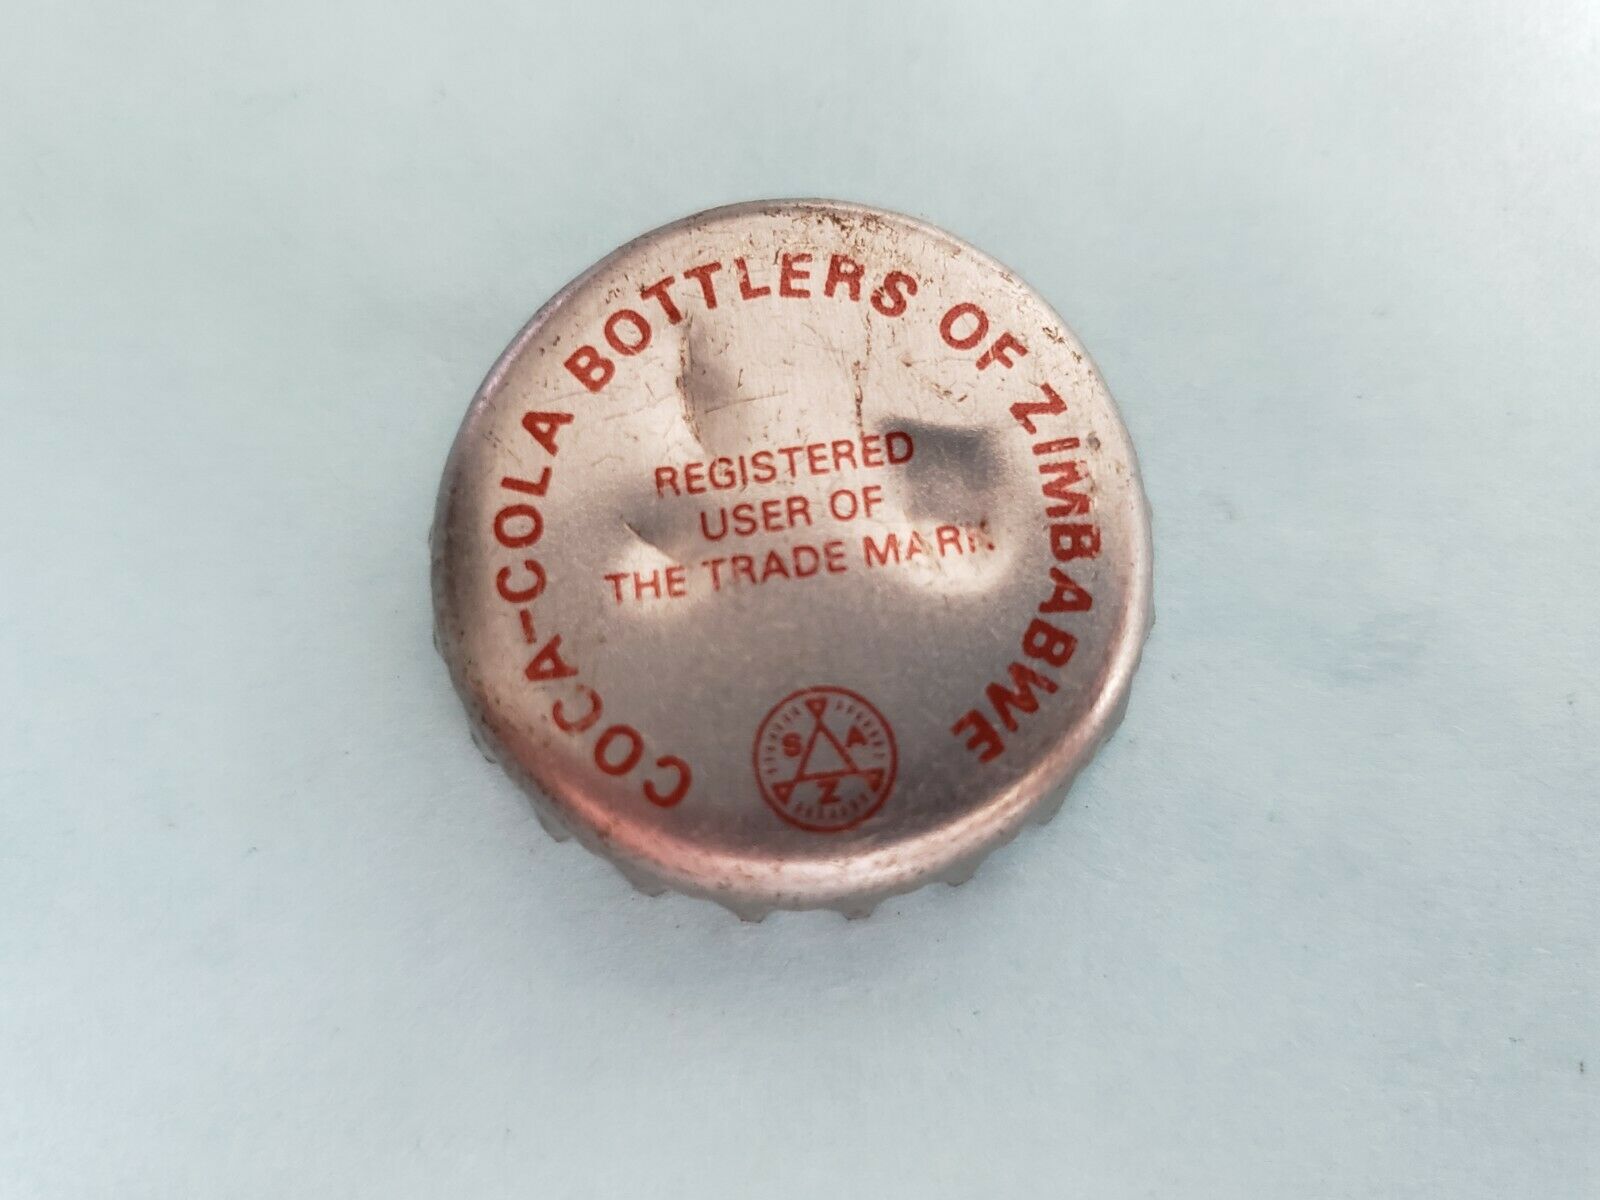 COCA-COLA BOTTLERS OF ZIMBABWE
REGISTERED
USER OF
THE TRADE MARK
S A
Z